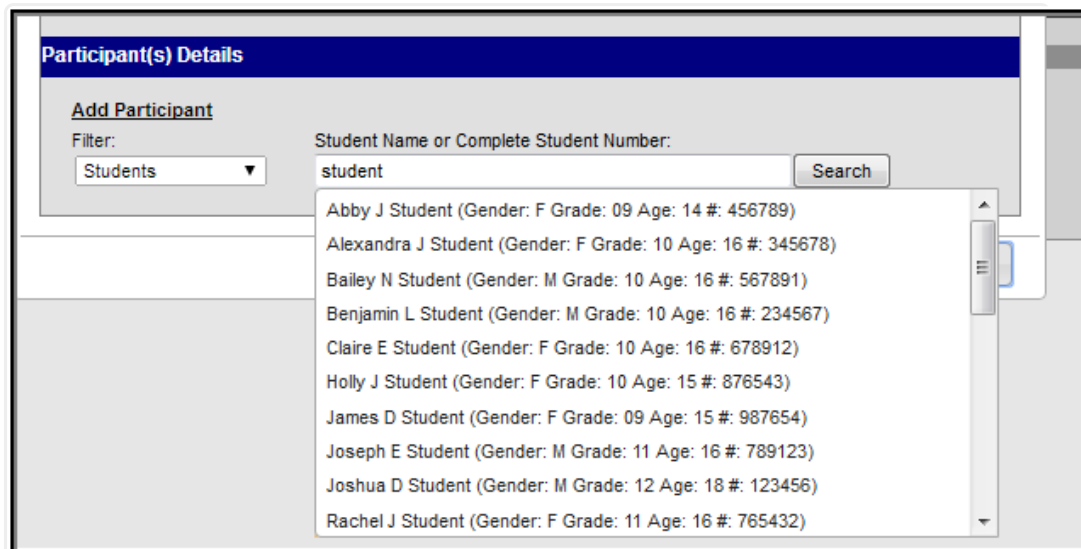 Participant(s) Details
Add Participant
Filter:
Student Name or Complete Student Number:
Students
student
Search
Abby J Student (Gender: F Grade: 09 Age: 14 #: 456789)
Alexandra J Student (Gender: F Grade: 10 Age: 16 #: 345678)
Bailey N Student (Gender: M Grade: 10 Age: 16 #: 567891)
Benjamin L Student (Gender: M Grade: 10 Age: 16 #: 234567)
Claire E Student (Gender: F Grade: 10 Age: 16 #: 678912)
Holly J Student (Gender: F Grade: 10 Age: 15 #: 876543)
James D Student (Gender: F Grade: 09 Age: 15 #: 987654)
Joseph E Student (Gender: M Grade: 11 Age: 16 #: 789123)
Joshua D Student (Gender: M Grade: 12 Age: 18 #: 123456)
Rachel J Student (Gender: F Grade: 11 Age: 16 #: 765432)